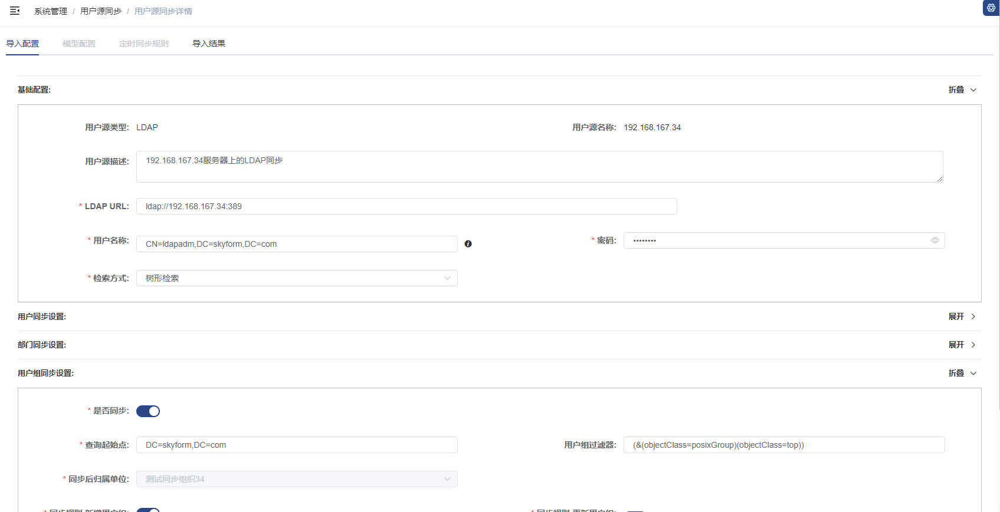 系统管理 / 用户源同步 / 用户源同步详情
导入配置 模型配置 定时同步规则 导入结果
基础配置: 折叠
用户源类型: LDAP 用户源名称: 192.168.167.34
用户源描述: 192.168.167.34服务器上的LDAP同步
* LDAP URL: ldap://192.168.167.34:389
* 用户名称: CN=ldapadm,DC=skyform,DC=com * 密码: ••••••••
* 检索方式: 树形检索
用户同步设置: 展开
部门同步设置: 展开
用户组同步设置: 折叠
* 是否同步:
* 查询起始点: DC=skyform,DC=com 用户组过滤器: (&(objectClass=posixGroup)(objectClass=top))
* 同步后归属单位: 测试同步组织34